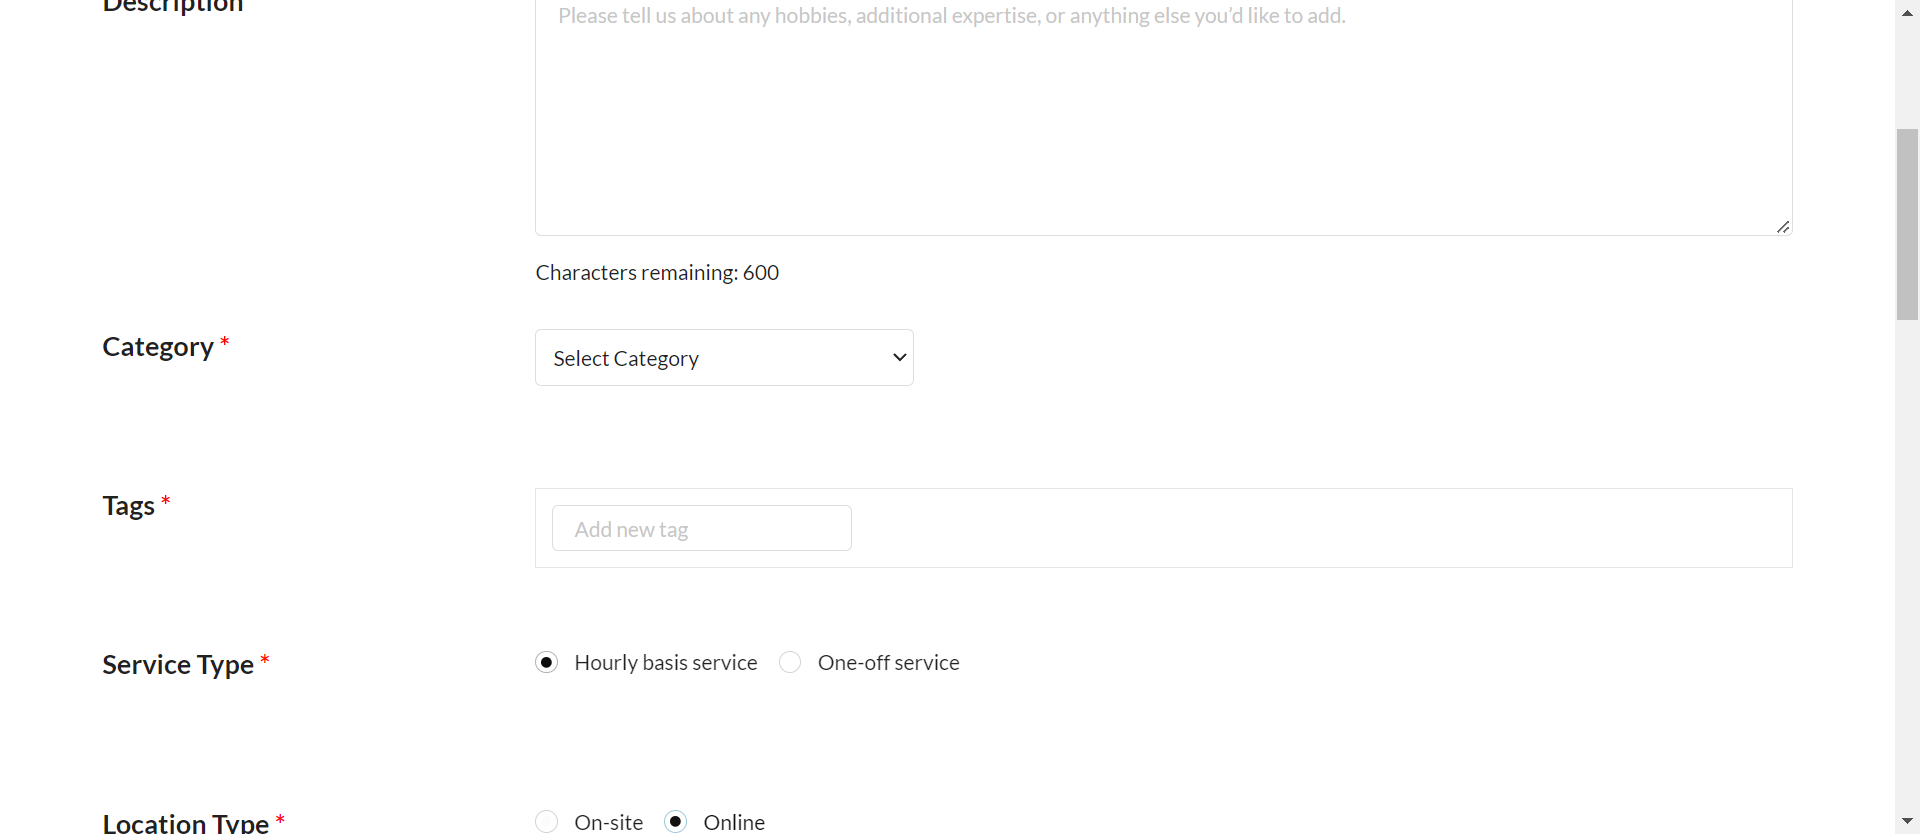 Description
Please tell us about any hobbies, additional expertise, or anything else you’d like to add.
Characters remaining: 600
Category *
Select Category
Tags *
Add new tag
Service Type *
Hourly basis service One-off service
Location Type *
On-site Online